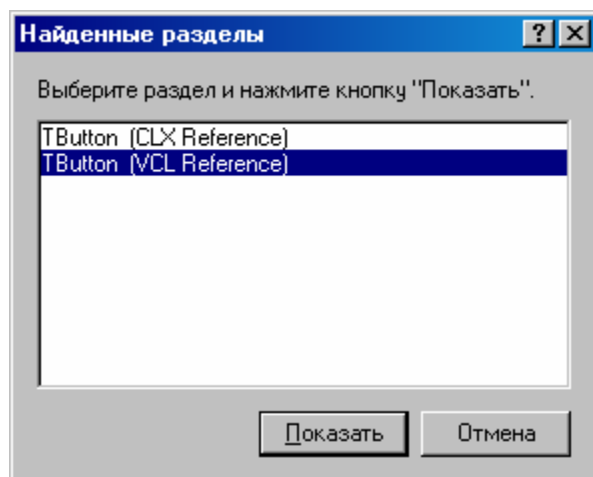 Найденные разделы
Выберите раздел и нажмите кнопку "Показать".
TButton (CLX Reference)
TButton (VCL Reference)
Показать
Отмена